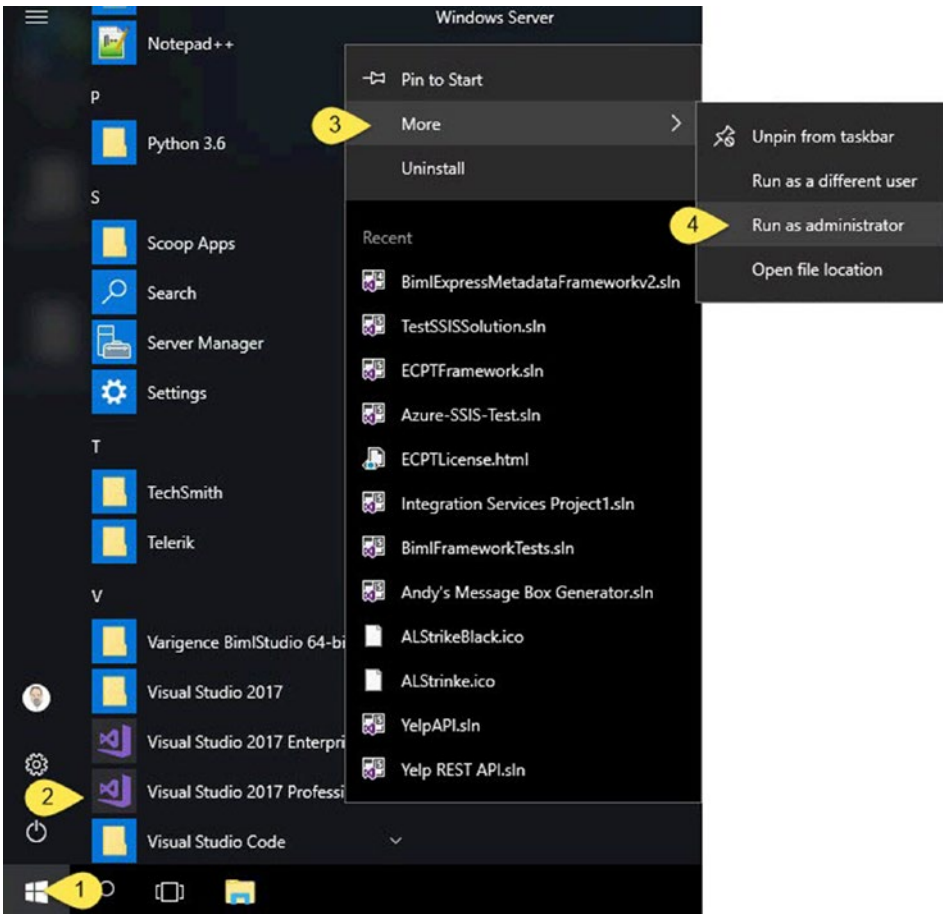 Windows Server
Notepad++
P
Python 3.6
S
Scoop Apps
Search
Server Manager
Settings
T
TechSmith
Telerik
V
Varigence BimlStudio 64-bi
Visual Studio 2017
Visual Studio 2017 Enterpri
2
Visual Studio 2017 Professi
Visual Studio Code
1
Pin to Start
3
More
Uninstall
Recent
BimlExpressMetadataFrameworkv2.sln
TestSSISSolution.sln
ECPTFramework.sln
Azure-SSIS-Test.sln
ECPTLicense.html
Integration Services Project1.sln
BimlFrameworkTests.sln
Andy's Message Box Generator.sln
ALStrikeBlack.ico
ALStrinke.ico
YelpAPI.sln
Yelp REST API.sln
Unpin from taskbar
Run as a different user
4
Run as administrator
Open file location